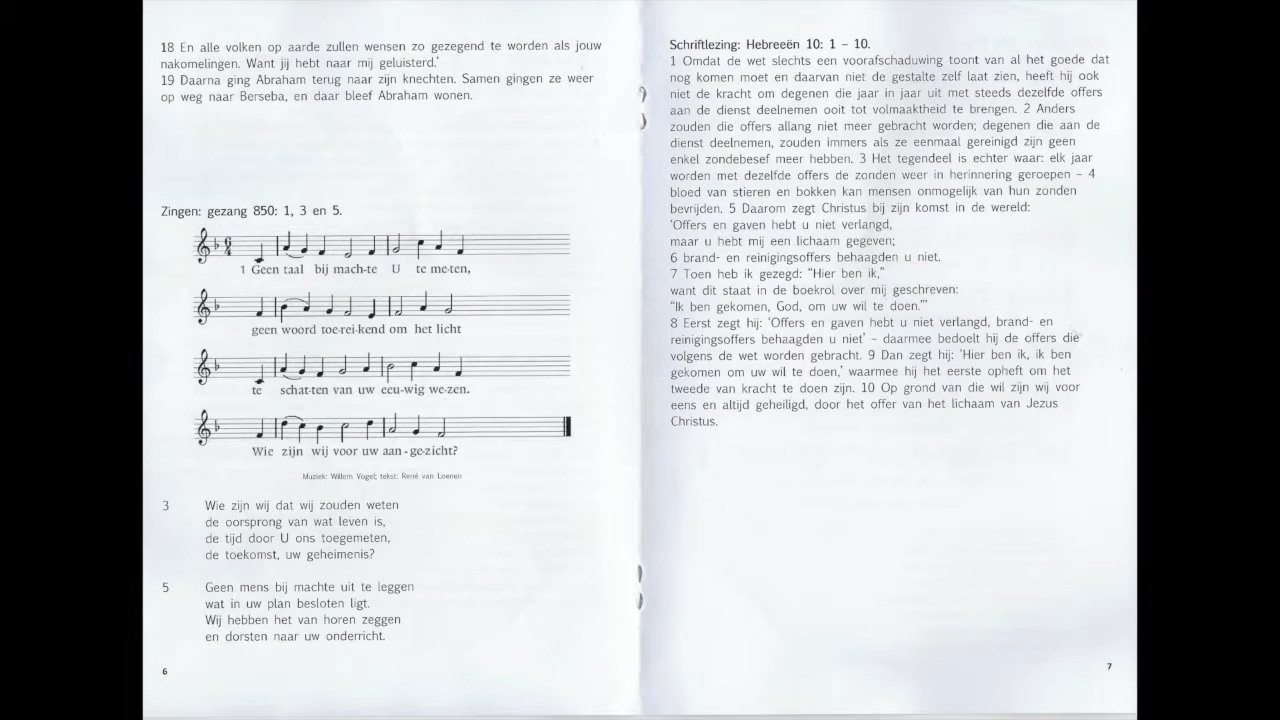 18 En alle volken op aarde zullen wensen zo gezegend te worden als jouw
nakomelingen. Want jij hebt naar mij geluisterd.'
19 Daarna ging Abraham terug naar zijn knechten. Samen gingen ze weer
op weg naar Berseba, en daar bleef Abraham wonen.
Zingen: gezang 850: 1, 3 en 5.
1 Geen taal bij mach-te U te me-ten,
geen woord toe-rei-kend om het licht
te schat-ten van uw eeu-wig we-zen.
Wie zijn wij voor uw aan-ge-zicht?
Muziek: Willem Vogel; tekst: René van Loenen
3 Wie zijn wij dat wij zouden weten
de oorsprong van wat leven is,
de tijd door U ons toegemeten,
de toekomst, uw geheimenis?
5 Geen mens bij machte uit te leggen
wat in uw plan besloten ligt.
Wij hebben het van horen zeggen
en dorsten naar uw onderricht.
6
Schriftlezing: Hebreeën 10: 1 – 10.
1 Omdat de wet slechts een voorafschaduwing toont van al het goede dat
nog komen moet en daarvan niet de gestalte zelf laat zien, heeft hij ook
niet de kracht om degenen die jaar in jaar uit met steeds dezelfde offers
aan de dienst deelnemen ooit tot volmaaktheid te brengen. 2 Anders
zouden die offers allang niet meer gebracht worden; degenen die aan de
dienst deelnemen, zouden immers als ze eenmaal gereinigd zijn geen
enkel zondebesef meer hebben. 3 Het tegendeel is echter waar: elk jaar
worden met dezelfde offers de zonden weer in herinnering geroepen – 4
bloed van stieren en bokken kan mensen onmogelijk van hun zonden
bevrijden. 5 Daarom zegt Christus bij zijn komst in de wereld:
'Offers en gaven hebt u niet verlangd,
maar u hebt mij een lichaam gegeven;
6 brand- en reinigingsoffers behaagden u niet.
7 Toen heb ik gezegd: "Hier ben ik,"
want dit staat in de boekrol over mij geschreven:
"Ik ben gekomen, God, om uw wil te doen."'
8 Eerst zegt hij: 'Offers en gaven hebt u niet verlangd, brand- en
reinigingsoffers behaagden u niet' – daarmee bedoelt hij de offers die
volgens de wet worden gebracht. 9 Dan zegt hij: 'Hier ben ik, ik ben
gekomen om uw wil te doen,' waarmee hij het eerste opheft om het
tweede van kracht te doen zijn. 10 Op grond van die wil zijn wij voor
eens en altijd geheiligd, door het offer van het lichaam van Jezus
Christus.
7